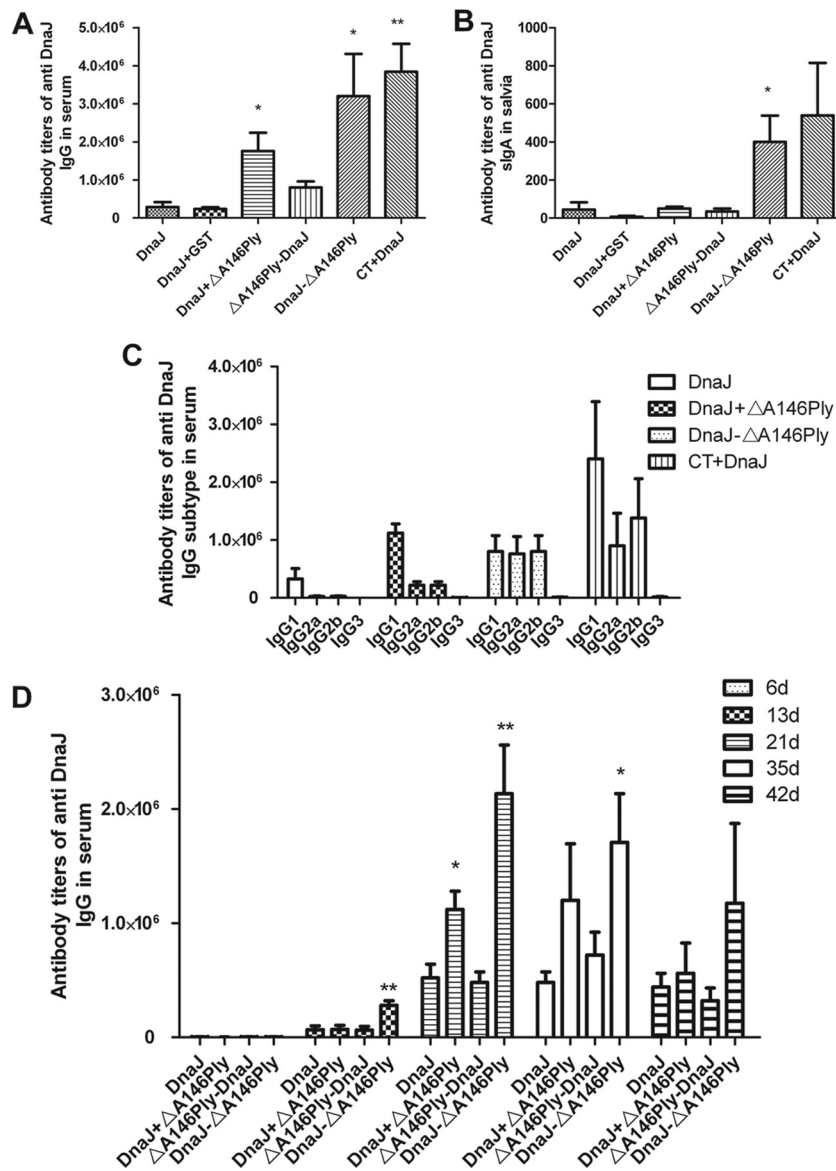 A
Antibody titers of anti DnaJ
IgG in serum
5.0×10⁶
4.0×10⁶
3.0×10⁶
2.0×10⁶
1.0×10⁶
0
*
*
**
DnaJ
DnaJ+GST
DnaJ+△A146Ply
△A146Ply-DnaJ
DnaJ-△A146Ply
CT+DnaJ
B
Antibody titers of anti DnaJ
sIgA in salvia
1000
800
600
400
200
0
*
DnaJ
DnaJ+GST
DnaJ+△A146Ply
△A146Ply-DnaJ
DnaJ-△A146Ply
CT+DnaJ
C
Antibody titers of anti DnaJ
IgG subtype in serum
4.0×10⁶
3.0×10⁶
2.0×10⁶
1.0×10⁶
0
IgG1
IgG2a
IgG2b
IgG3
IgG1
IgG2a
IgG2b
IgG3
IgG1
IgG2a
IgG2b
IgG3
IgG1
IgG2a
IgG2b
IgG3
DnaJ
DnaJ+△A146Ply
DnaJ-△A146Ply
CT+DnaJ
D
Antibody titers of anti DnaJ
IgG in serum
3.0×10⁶
2.0×10⁶
1.0×10⁶
0
**
*
**
*
DnaJ
DnaJ+△A146Ply
△A146Ply-DnaJ
DnaJ-△A146Ply
DnaJ
DnaJ+△A146Ply
△A146Ply-DnaJ
DnaJ-△A146Ply
DnaJ
DnaJ+△A146Ply
△A146Ply-DnaJ
DnaJ-△A146Ply
DnaJ
DnaJ+△A146Ply
△A146Ply-DnaJ
DnaJ-△A146Ply
DnaJ
DnaJ+△A146Ply
△A146Ply-DnaJ
DnaJ-△A146Ply
6d
13d
21d
35d
42d